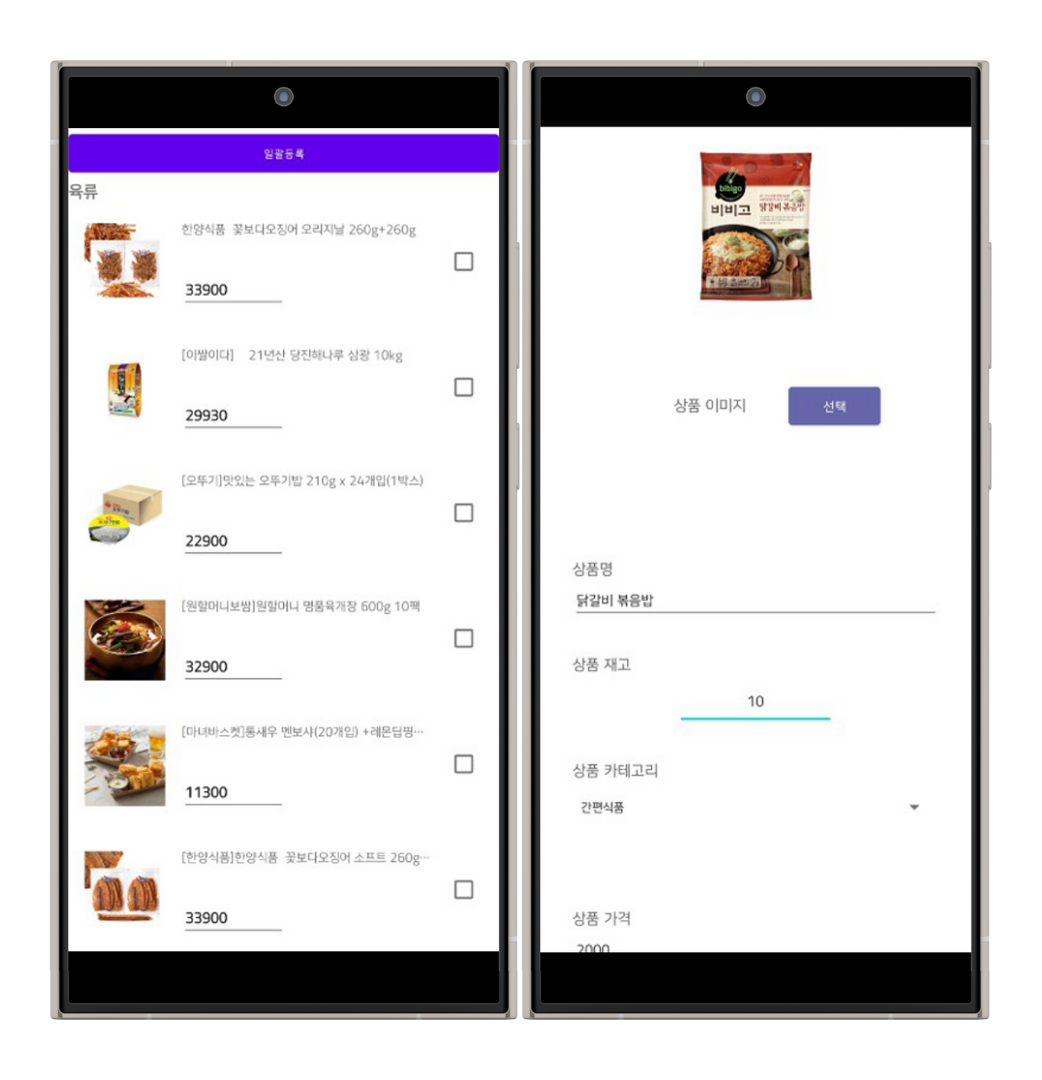 일괄등록
육류
한양식품 꽃보다오징어 오리지날 260g+260g
33900
[이쌀이다] 21년산 당진해나루 삼광 10kg
29930
[오뚜기]맛있는 오뚜기밥 210g x 24개입(1박스)
22900
[원할머니보쌈]원할머니 명품육개장 600g 10팩
32900
[마녀바스켓]통새우 멘보샤(20개입) +레몬딥평…
11300
[한양식품]한양식품 꽃보다오징어 소프트 260g…
33900
bibigo
비비고
닭갈비 볶음밥
상품 이미지
선택
상품명
닭갈비 볶음밥
상품 재고
10
상품 카테고리
간편식품
상품 가격
2000